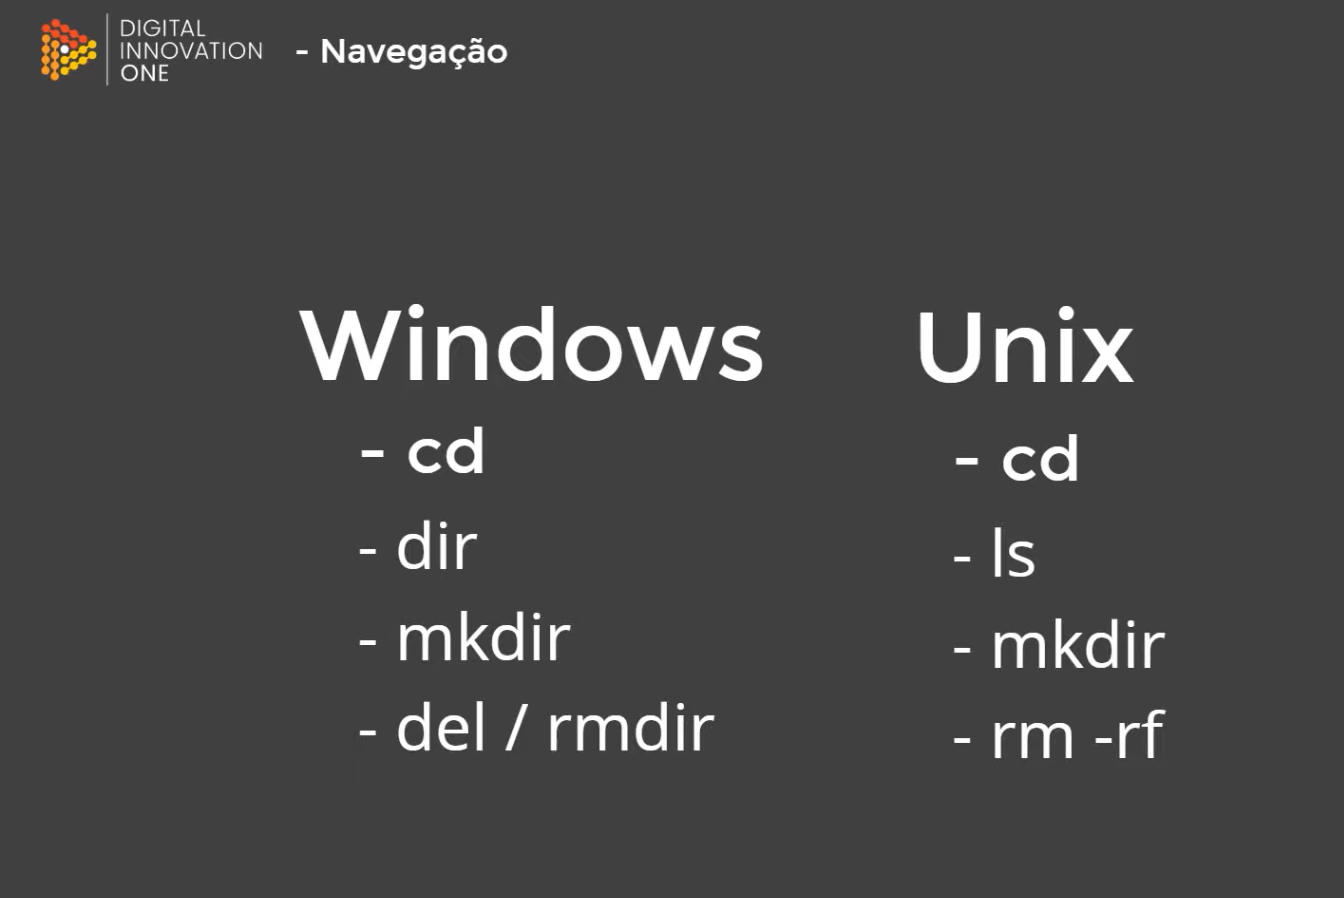 DIGITAL
INNOVATION
ONE
- Navegação
Windows
- cd
- dir
- mkdir
- del / rmdir
Unix
- cd
- ls
- mkdir
- rm -rf